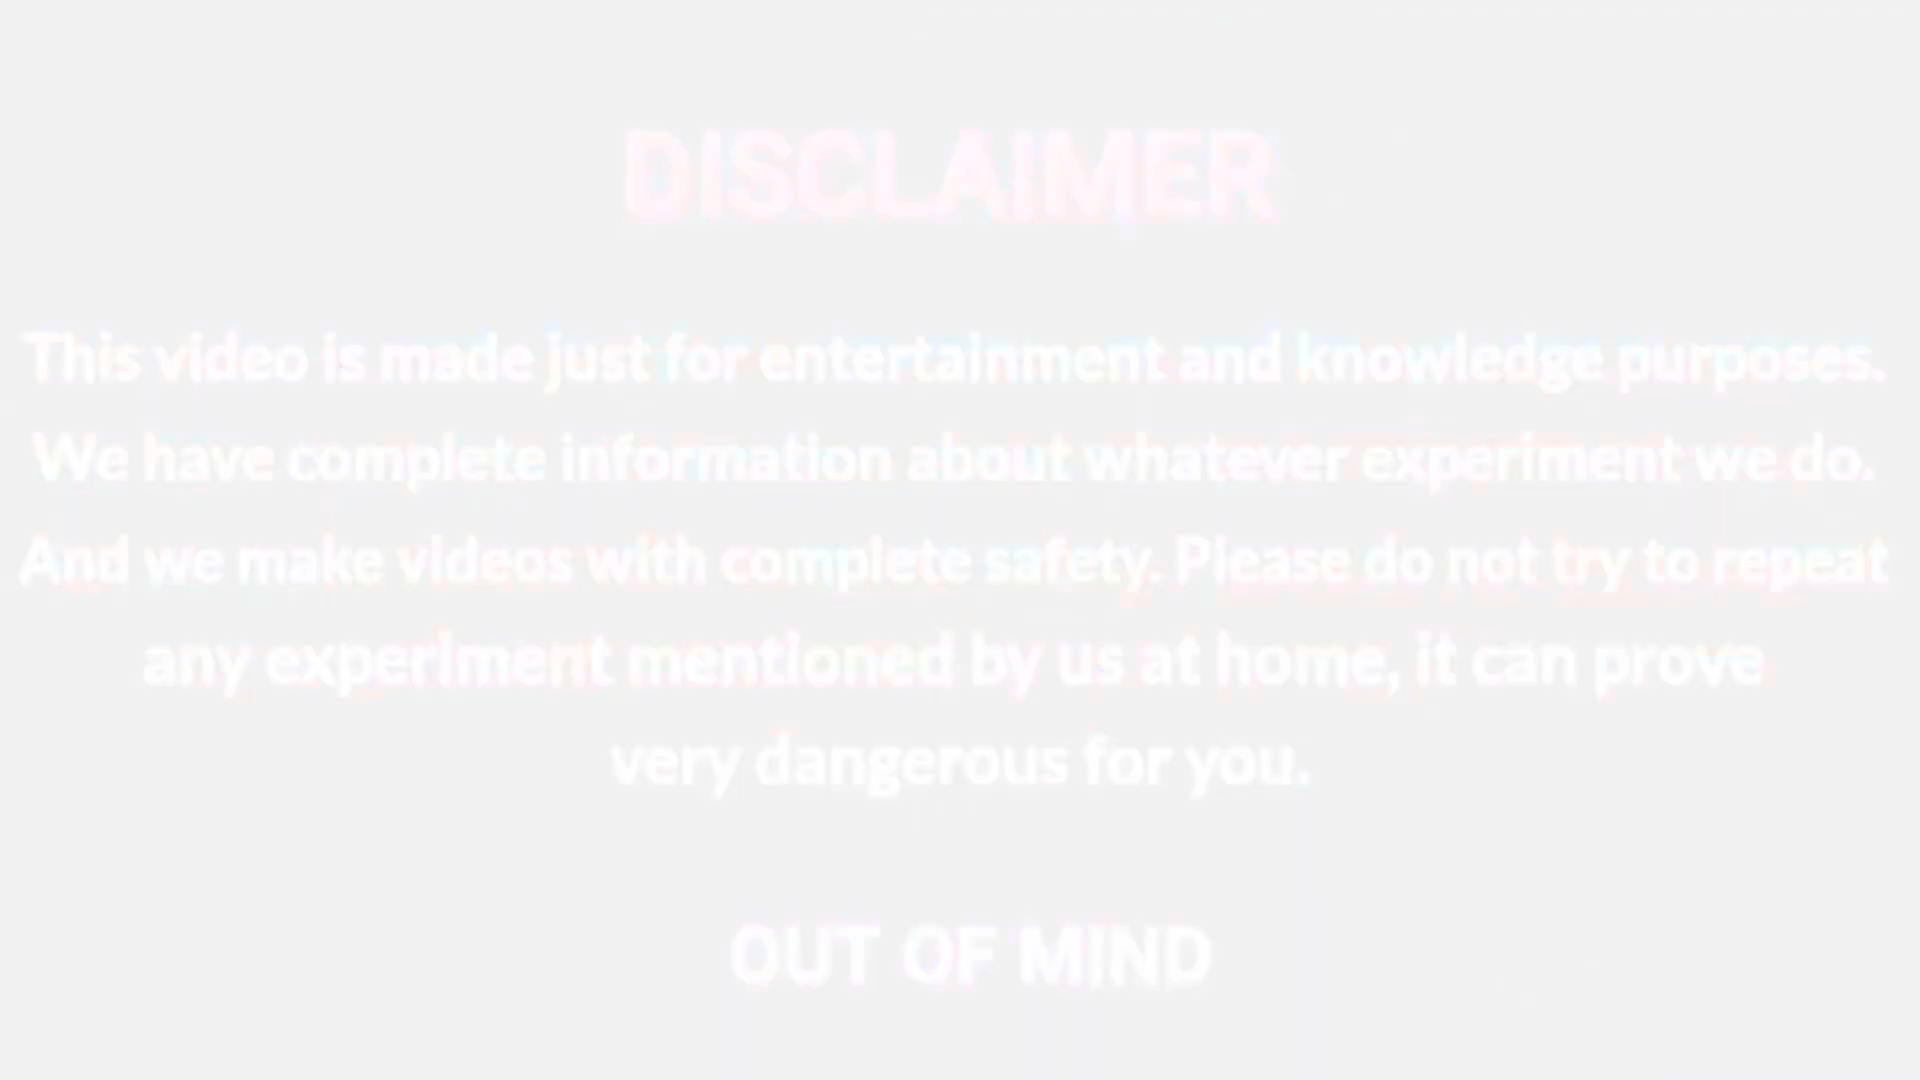 DISCLAIMER
This video is made just for entertainment and knowledge purposes.
We have complete information about whatever experiment we do.
And we make videos with complete safety. Please do not try to repeat
any experiment mentioned by us at home, it can prove
very dangerous for you.
OUT OF MIND